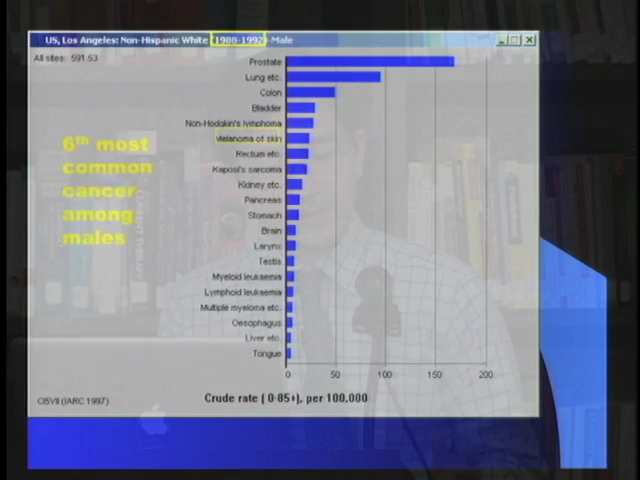 US, Los Angeles: Non-Hispanic White (1988-1992)-Male
All sites: 591.53
Prostate
Lung etc.
Colon
Bladder
Non-Hodgkin's lymphoma
Melanoma of skin
Rectum etc.
Kaposi's sarcoma
Kidney etc.
Pancreas
Stomach
Brain
Larynx
Testis
Myeloid leukaemia
Lymphoid leukaemia
Multiple myeloma etc.
Oesophagus
Liver etc.
Tongue
6th most
common
cancer
among
males
0 50 100 150 200
CI5VII (IARC 1997)
Crude rate ( 0-85+), per 100,000